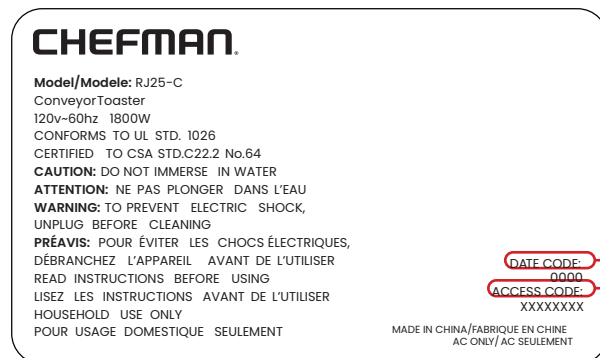 CHEFMAN.
Model/Modele: RJ25-C
ConveyorToaster
120v~60hz 1800W
CONFORMS TO UL STD. 1026
CERTIFIED TO CSA STD.C22.2 No.64
CAUTION: DO NOT IMMERSE IN WATER
ATTENTION: NE PAS PLONGER DANS L'EAU
WARNING: TO PREVENT ELECTRIC SHOCK,
UNPLUG BEFORE CLEANING
PRÉAVIS: POUR ÉVITER LES CHOCS ÉLECTRIQUES,
DÉBRANCHEZ L'APPAREIL AVANT DE L'UTILISER
READ INSTRUCTIONS BEFORE USING
LISEZ LES INSTRUCTIONS AVANT DE L'UTILISER
HOUSEHOLD USE ONLY
POUR USAGE DOMESTIQUE SEULEMENT
DATE CODE:
0000
ACCESS CODE:
XXXXXXXX
MADE IN CHINA/FABRIQUE EN CHINE
AC ONLY/ AC SEULEMENT